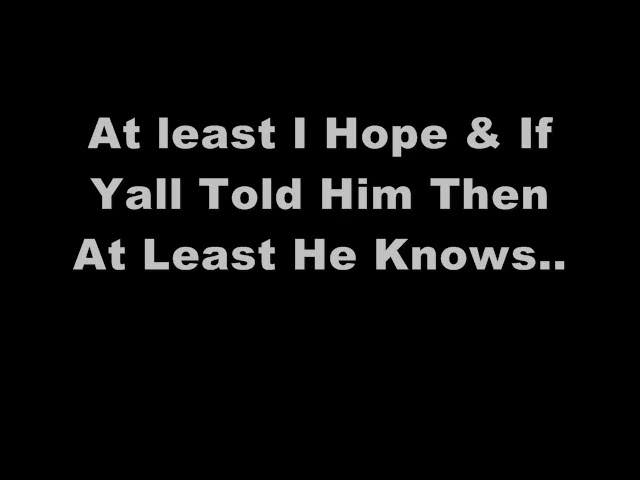 At least I Hope & If
Yall Told Him Then
At Least He Knows..